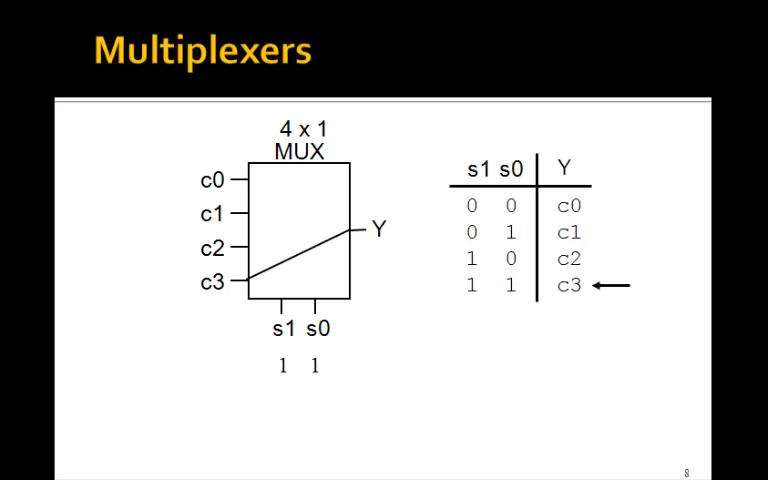 Multiplexers
4 x 1
MUX
c0
c1
c2
c3
Y
s1 s0
1 1
s1 s0 Y
0 0 c0
0 1 c1
1 0 c2
1 1 c3
8